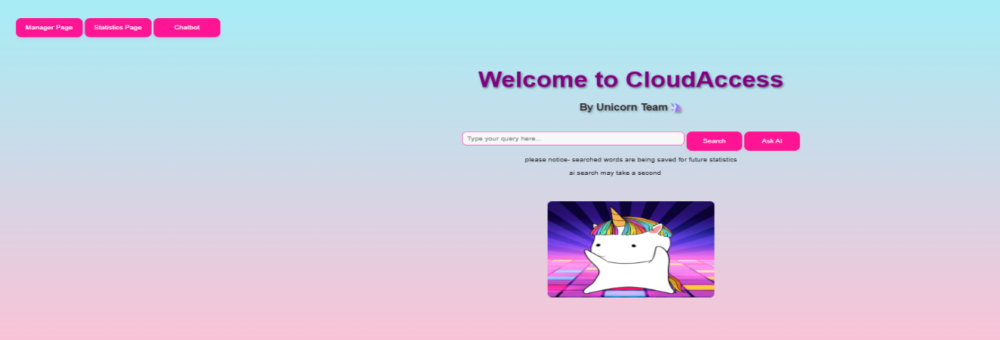 Manager Page Statistics Page Chatbot
Welcome to CloudAccess
By Unicorn Team🦄
Type your query here... Search Ask AI
please notice- searched words are being saved for future statistics
ai search may take a second